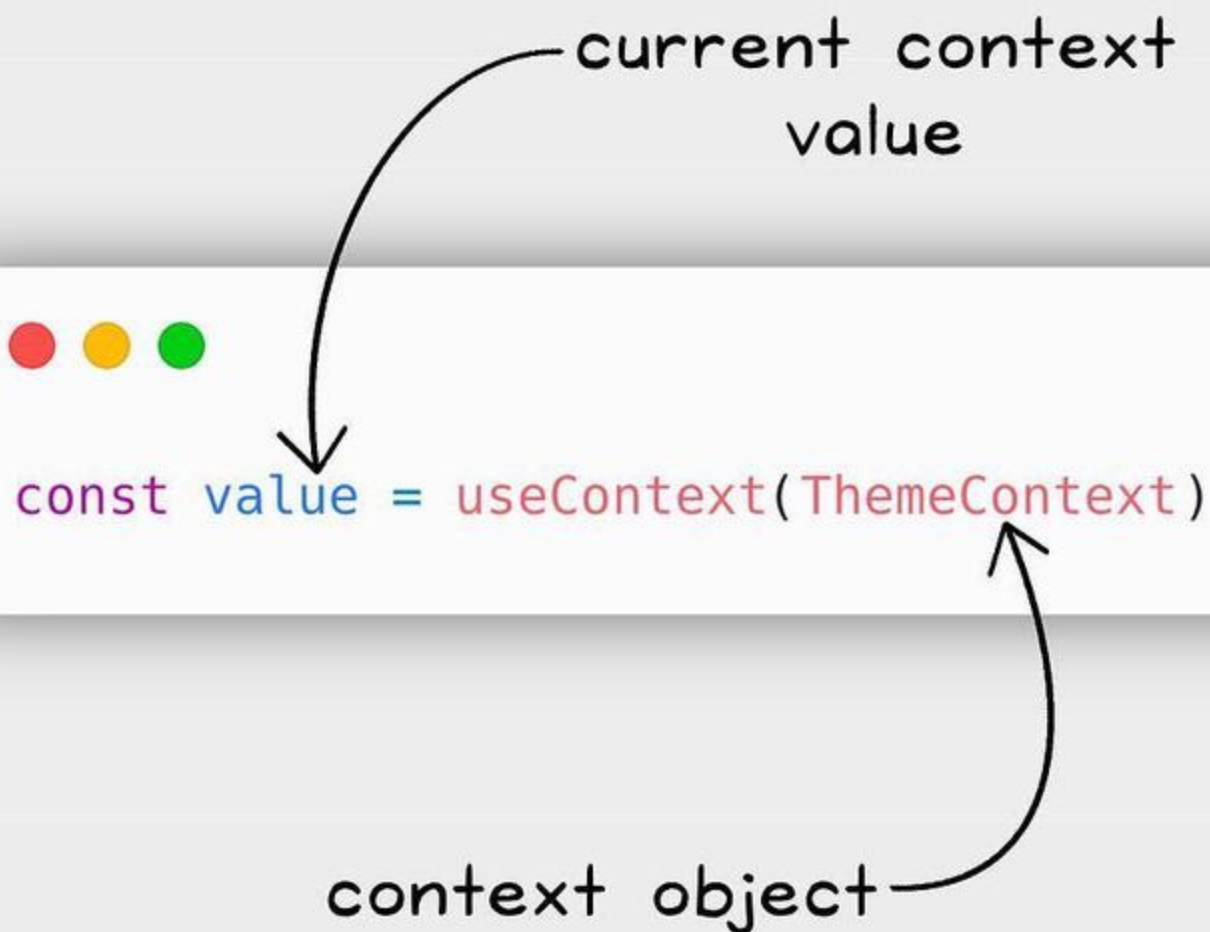 current context
value
const value = useContext(ThemeContext)
context object